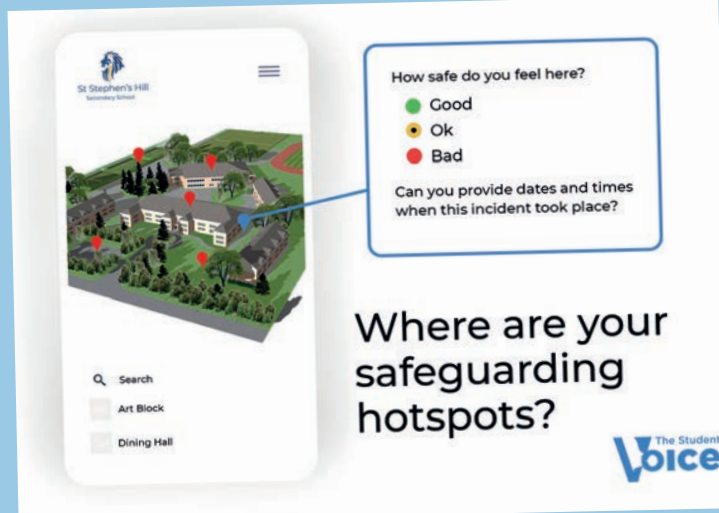 St Stephen's Hill
Secondary School
How safe do you feel here?
Good
Ok
Bad
Can you provide dates and times
when this incident took place?
Where are your
safeguarding
hotspots?
Search
Art Block
Dining Hall
The Student
Voice